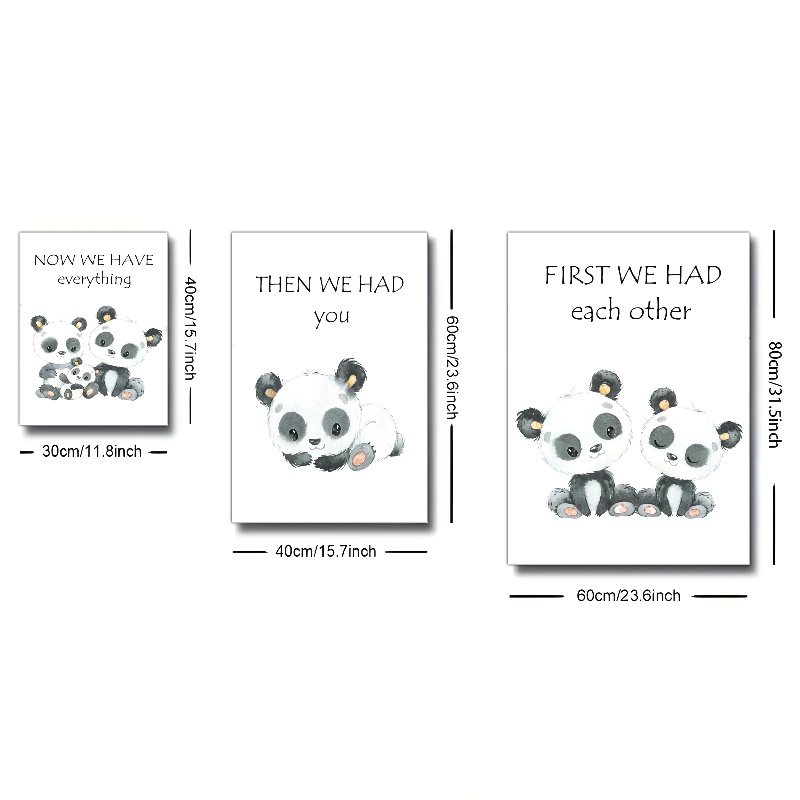 NOW WE HAVE
everything
40cm/15.7inch
30cm/11.8inch
THEN WE HAD
you
60cm/23.6inch
40cm/15.7inch
FIRST WE HAD
each other
80cm/31.5inch
60cm/23.6inch